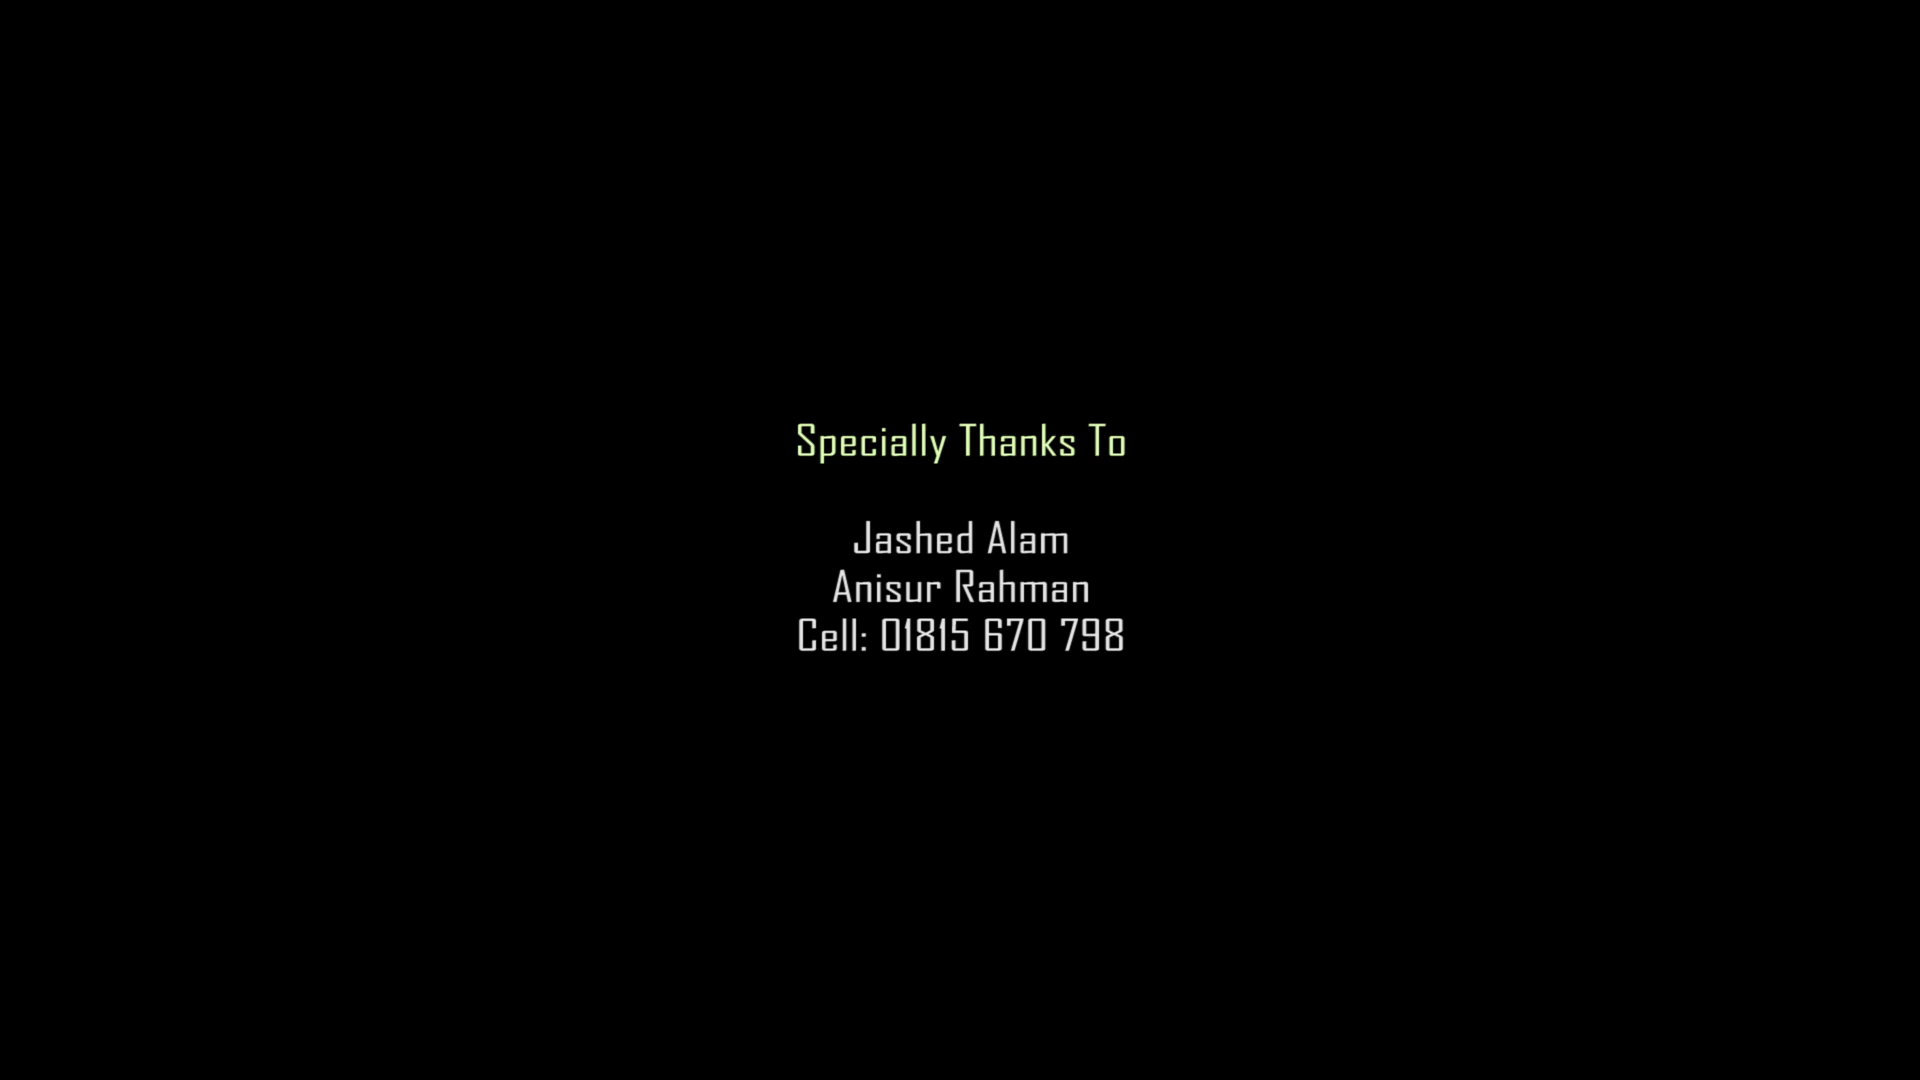 Specially Thanks To
Jashed Alam
Anisur Rahman
Cell: 01815 670 798